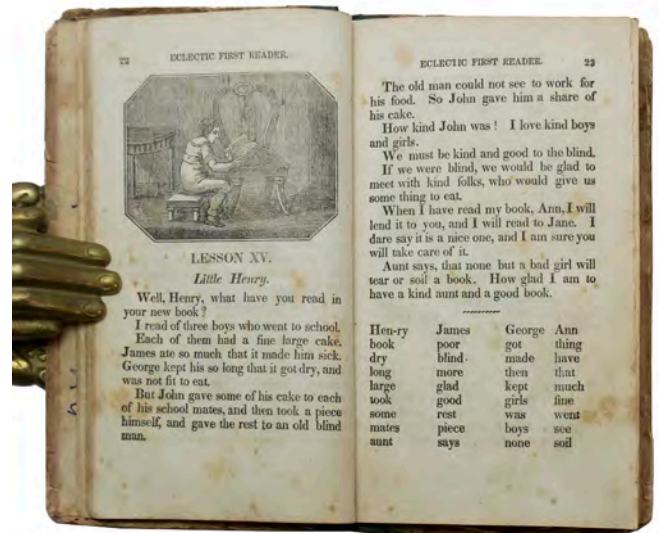 22 ECLECTIC FIRST READER.
LESSON XV.
Little Henry.
Well, Henry, what have you read in
your new book?
I read of three boys who went to school.
Each of them had a fine large cake.
James ate so much that it made him sick.
George kept his so long that it got dry, and
was not fit to eat.
But John gave some of his cake to each
of his school mates, and then took a piece
himself, and gave the rest to an old blind
man.
ECLECTIC FIRST READER. 23
The old man could not see to work for
his food. So John gave him a share of
his cake.
How kind John was! I love kind boys
and girls.
We must be kind and good to the blind.
If we were blind, we would be glad to
meet with kind folks, who would give us
some thing to eat.
When I have read my book, Ann, I will
lend it to you, and I will read to Jane. I
dare say it is a nice one, and I am sure you
will take care of it.
Aunt says, that none but a bad girl will
tear or soil a book. How glad I am to
have a kind aunt and a good book.
Hen-ry James George Ann
book poor got thing
dry blind made have
long more then that
large glad kept much
took good girls fine
some rest was went
mates piece boys see
aunt says none soil